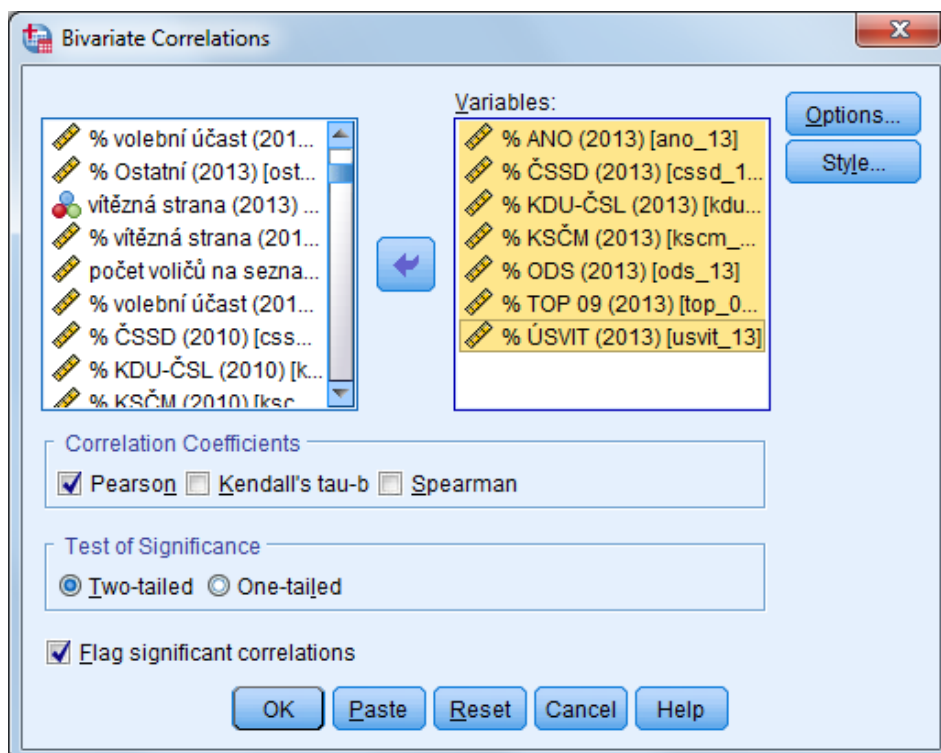 Bivariate Correlations
% volební účast (201...
% Ostatní (2013) [ost...
vítězná strana (2013) ...
% vítězná strana (201...
počet voličů na sezna...
% volební účast (201...
% ČSSD (2010) [css...
% KDU-ČSL (2010) [k...
% KSČM (2010) [ksc
Variables:
% ANO (2013) [ano_13]
% ČSSD (2013) [cssd_1...
% KDU-ČSL (2013) [kdu...
% KSČM (2013) [kscm_...
% ODS (2013) [ods_13]
% TOP 09 (2013) [top_0...
% ÚSVIT (2013) [usvit_13]
Options...
Style...
Correlation Coefficients
Pearson Kendall's tau-b Spearman
Test of Significance
Two-tailed One-tailed
Flag significant correlations
OK Paste Reset Cancel Help